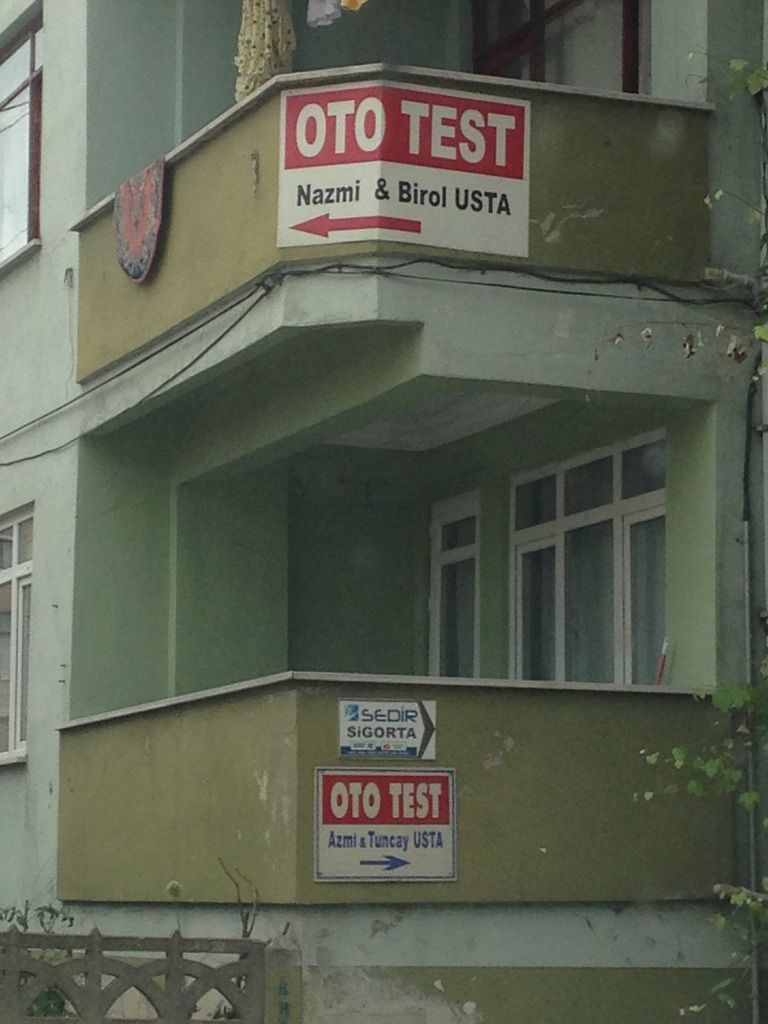 OTO TEST
Nazmi & Birol USTA
SEDİR
SİGORTA
OTO TEST
Azmi & Tuncay USTA